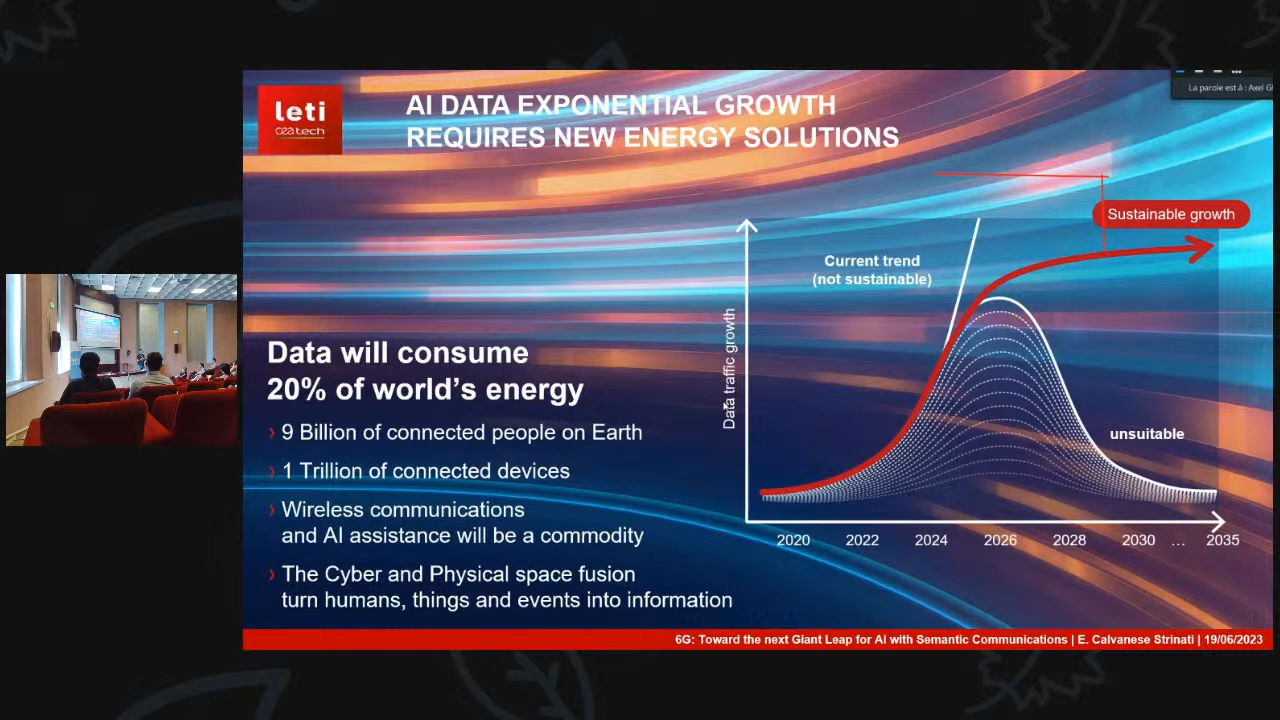 leti
ceatech
AI DATA EXPONENTIAL GROWTH
REQUIRES NEW ENERGY SOLUTIONS
La parole est à : Axel
Sustainable growth
Current trend
(not sustainable)
Data traffic growth
unsuitable
2020 2022 2024 2026 2028 2030 ... 2035
Data will consume
20% of world's energy
› 9 Billion of connected people on Earth
› 1 Trillion of connected devices
› Wireless communications
and AI assistance will be a commodity
› The Cyber and Physical space fusion
turn humans, things and events into information
6G: Toward the next Giant Leap for AI with Semantic Communications | E. Calvanese Strinati | 19/06/2023